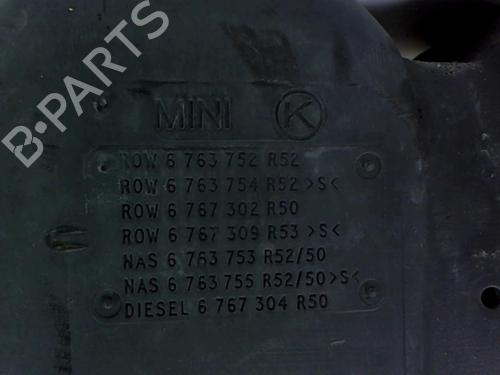 B-PARTS
MINI K
ROW 6 763 752 R52
ROW 6 763 754 R52 >S<
ROW 6 767 302 R50
ROW 6 767 309 R53 >S<
NAS 6 763 753 R52/50
NAS 6 763 755 R52/50 >S<
DIESEL 6 767 304 R50